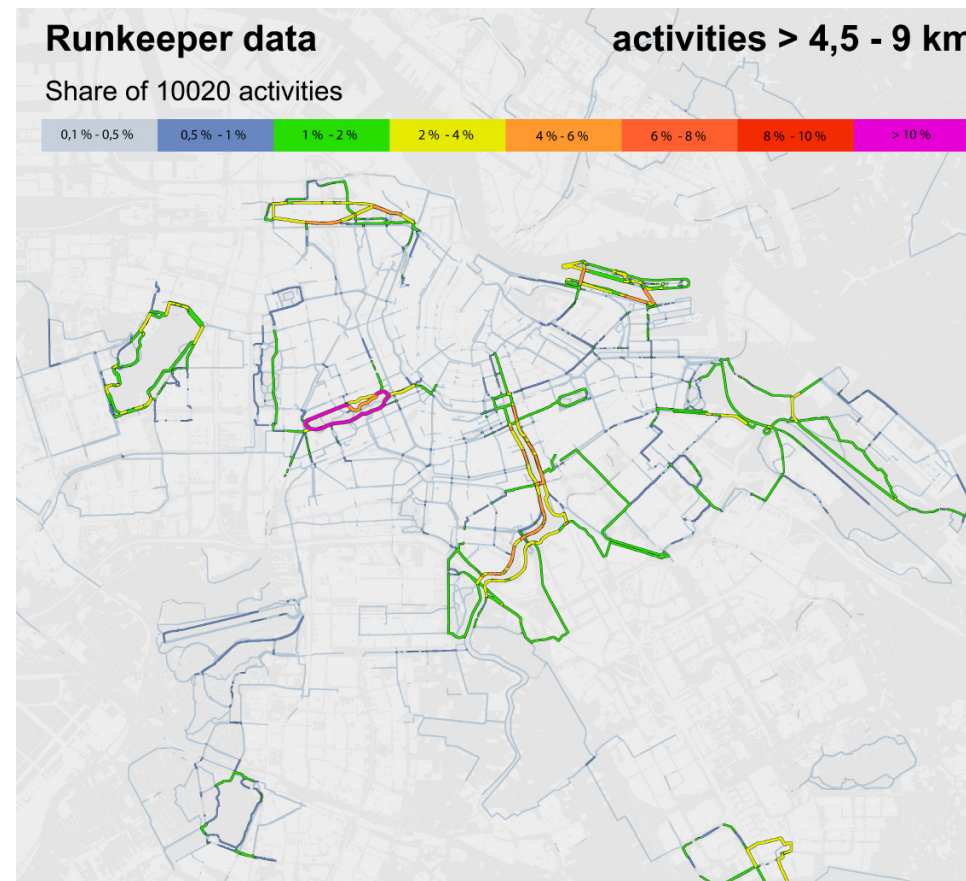 Runkeeper data
activities > 4,5 - 9 km
Share of 10020 activities
0,1 % - 0,5 %
0,5 % - 1 %
1 % - 2 %
2 % - 4 %
4 % - 6 %
6 % - 8 %
8 % - 10 %
> 10 %